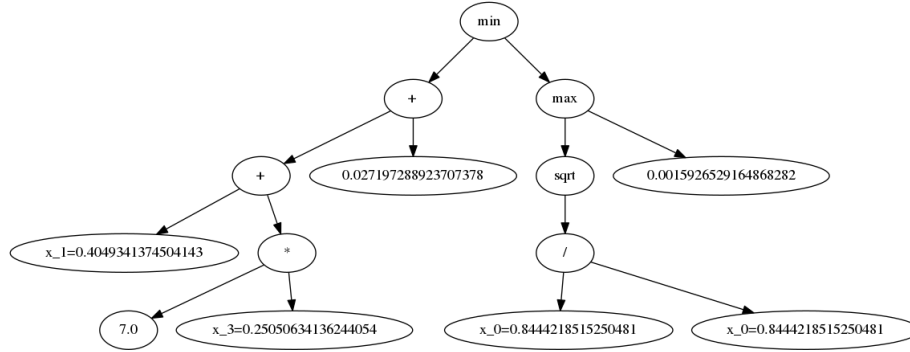 min
+
max
+
0.027197288923707378
sqrt
0.0015926529164868282
x_1=0.4049341374504143
*
/
7.0
x_3=0.25050634136244054
x_0=0.8444218515250481
x_0=0.8444218515250481